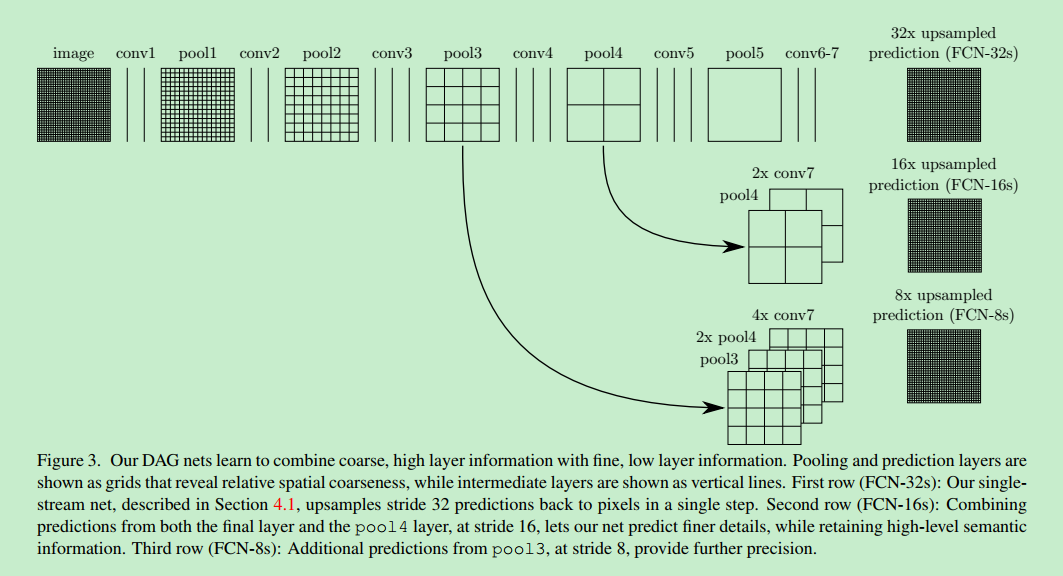 image conv1 pool1 conv2 pool2 conv3 pool3 conv4 pool4 conv5 pool5 conv6-7
32x upsampled
prediction (FCN-32s)
2x conv7
pool4
16x upsampled
prediction (FCN-16s)
4x conv7
2x pool4
pool3
8x upsampled
prediction (FCN-8s)
Figure 3. Our DAG nets learn to combine coarse, high layer information with fine, low layer information. Pooling and prediction layers are
shown as grids that reveal relative spatial coarseness, while intermediate layers are shown as vertical lines. First row (FCN-32s): Our single-
stream net, described in Section 4.1, upsamples stride 32 predictions back to pixels in a single step. Second row (FCN-16s): Combining
predictions from both the final layer and the pool4 layer, at stride 16, lets our net predict finer details, while retaining high-level semantic
information. Third row (FCN-8s): Additional predictions from pool3, at stride 8, provide further precision.